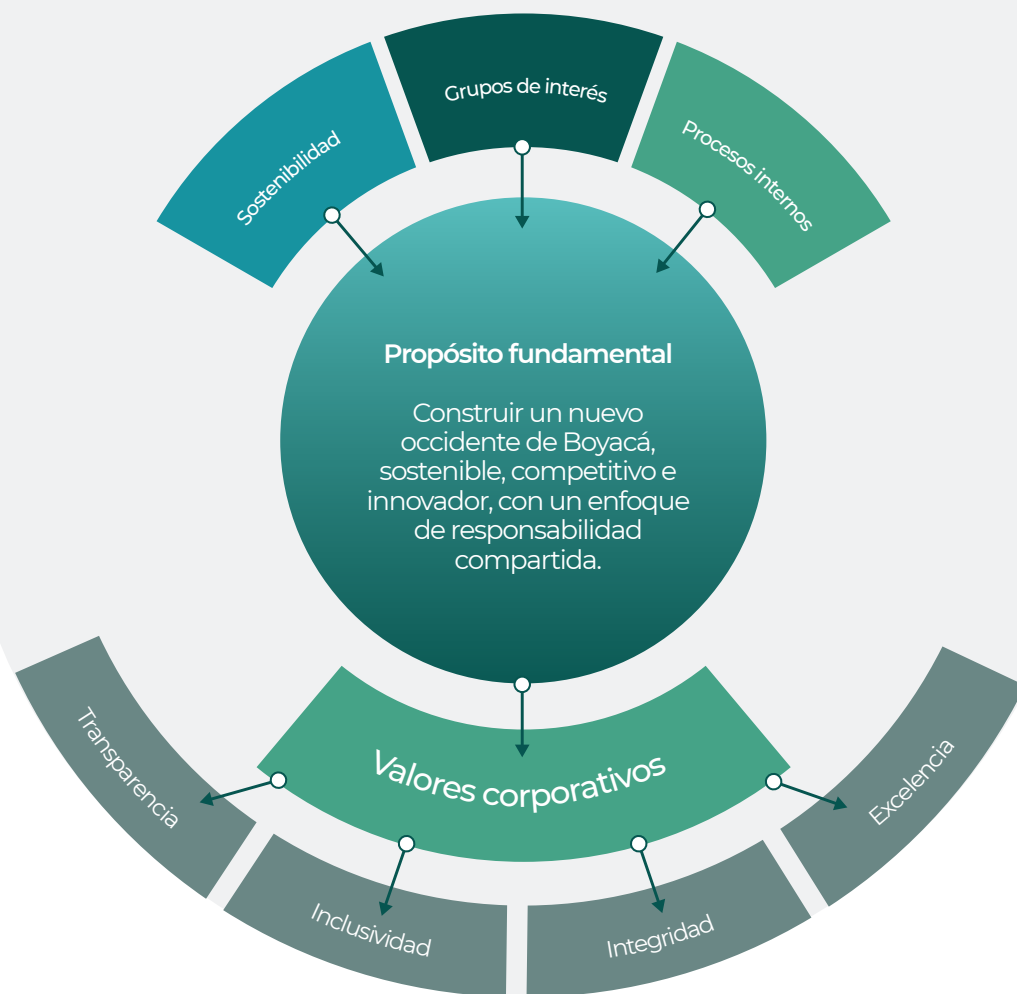 Grupos de interés
Sostenibilidad
Procesos internos
Propósito fundamental
Construir un nuevo
occidente de Boyacá,
sostenible, competitivo e
innovador, con un enfoque
de responsabilidad
compartida.
Valores corporativos
Transparencia
Inclusividad
Integridad
Excelencia